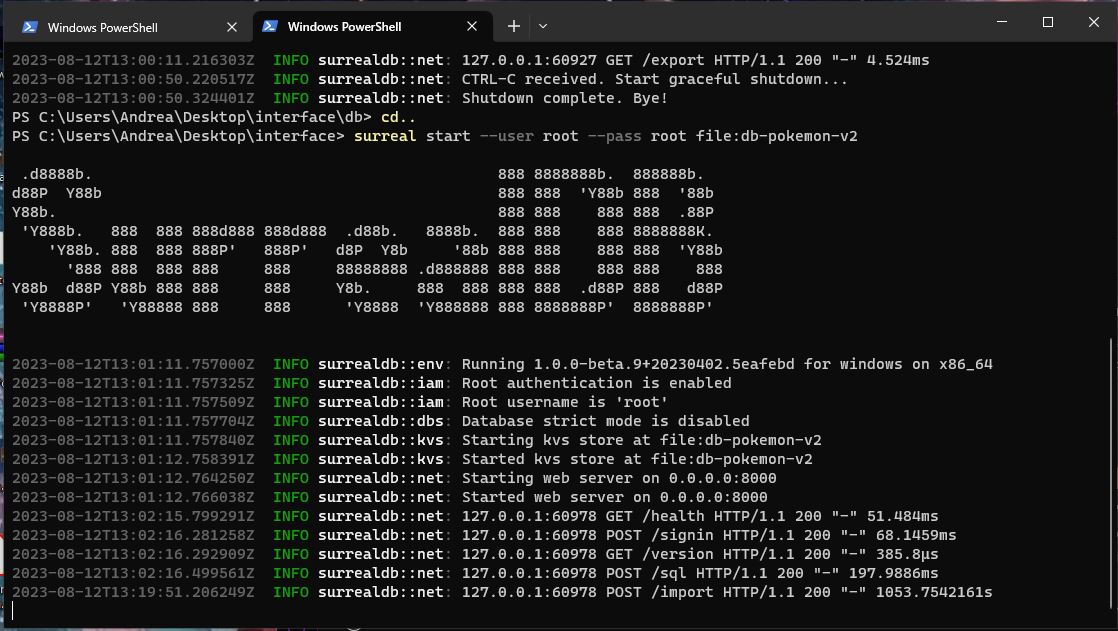 Windows PowerShell
Windows PowerShell
2023-08-12T13:00:11.216303Z  INFO surrealdb::net: 127.0.0.1:60927 GET /export HTTP/1.1 200 "-" 4.524ms
2023-08-12T13:00:50.220517Z  INFO surrealdb::net: CTRL-C received. Start graceful shutdown...
2023-08-12T13:00:50.324401Z  INFO surrealdb::net: Shutdown complete. Bye!
PS C:\Users\Andrea\Desktop\interface\db> cd..
PS C:\Users\Andrea\Desktop\interface> surreal start --user root --pass root file:db-pokemon-v2
 .d8888b.                                             888 8888888b.  888888b.
d88P  Y88b                                            888 888  'Y88b 888  '88b
Y88b.                                                 888 888    888 888  .88P
 'Y888b.   888  888 888d888 888d888  .d88b.   8888b.  888 888    888 8888888K.
    'Y88b. 888  888 888P'   888P'   d8P  Y8b     '88b 888 888    888 888  'Y88b
      '888 888  888 888     888     88888888 .d888888 888 888    888 888    888
Y88b  d88P Y88b 888 888     888     Y8b.     888  888 888 888  .d88P 888   d88P
 'Y8888P'   'Y88888 888     888      'Y8888  'Y888888 888 8888888P'  8888888P'
2023-08-12T13:01:11.757000Z  INFO surrealdb::env: Running 1.0.0-beta.9+20230402.5eafebd for windows on x86_64
2023-08-12T13:01:11.757325Z  INFO surrealdb::iam: Root authentication is enabled
2023-08-12T13:01:11.757509Z  INFO surrealdb::iam: Root username is 'root'
2023-08-12T13:01:11.757704Z  INFO surrealdb::dbs: Database strict mode is disabled
2023-08-12T13:01:11.757840Z  INFO surrealdb::kvs: Starting kvs store at file:db-pokemon-v2
2023-08-12T13:01:12.758391Z  INFO surrealdb::kvs: Started kvs store at file:db-pokemon-v2
2023-08-12T13:01:12.764250Z  INFO surrealdb::net: Starting web server on 0.0.0.0:8000
2023-08-12T13:01:12.766038Z  INFO surrealdb::net: Started web server on 0.0.0.0:8000
2023-08-12T13:02:15.799291Z  INFO surrealdb::net: 127.0.0.1:60978 GET /health HTTP/1.1 200 "-" 51.484ms
2023-08-12T13:02:16.281258Z  INFO surrealdb::net: 127.0.0.1:60978 POST /signin HTTP/1.1 200 "-" 68.1459ms
2023-08-12T13:02:16.292909Z  INFO surrealdb::net: 127.0.0.1:60978 GET /version HTTP/1.1 200 "-" 385.8µs
2023-08-12T13:02:16.499561Z  INFO surrealdb::net: 127.0.0.1:60978 POST /sql HTTP/1.1 200 "-" 197.9886ms
2023-08-12T13:19:51.206249Z  INFO surrealdb::net: 127.0.0.1:60978 POST /import HTTP/1.1 200 "-" 1053.7542161s